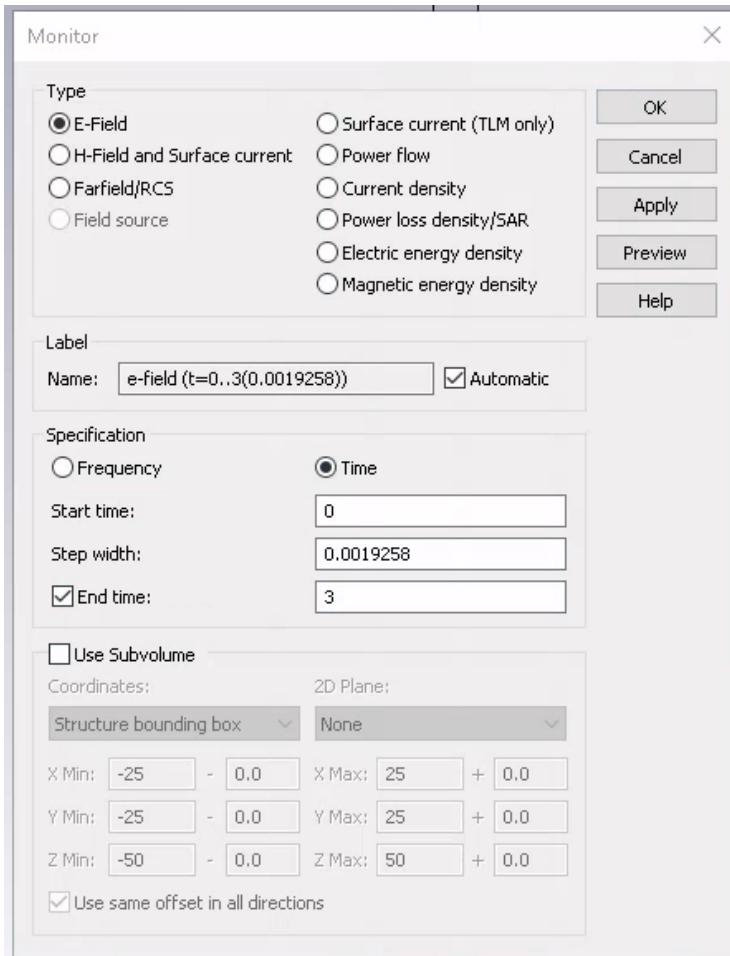 Monitor
Type
E-Field
Surface current (TLM only)
OK
H-Field and Surface current
Power flow
Cancel
Farfield/RCS
Current density
Apply
Field source
Power loss density/SAR
Electric energy density
Preview
Magnetic energy density
Help
Label
Name: e-field (t=0..3(0.0019258)) Automatic
Specification
Frequency Time
Start time: 0
Step width: 0.0019258
End time: 3
Use Subvolume
Coordinates: 2D Plane:
Structure bounding box None
X Min: -25 - 0.0 X Max: 25 + 0.0
Y Min: -25 - 0.0 Y Max: 25 + 0.0
Z Min: -50 - 0.0 Z Max: 50 + 0.0
Use same offset in all directions